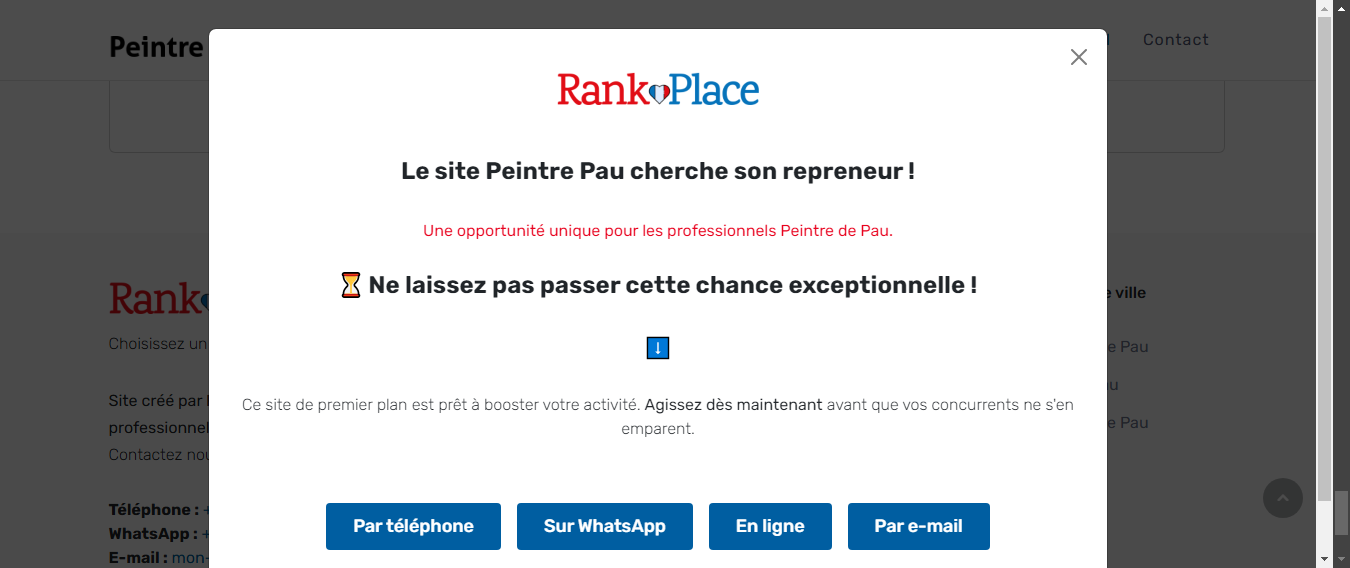 Peintre
Contact
Rank Place
Le site Peintre Pau cherche son repreneur !
Une opportunité unique pour les professionnels Peintre de Pau.
Ne laissez pas passer cette chance exceptionnelle !
↓
Ce site de premier plan est prêt à booster votre activité. Agissez dès maintenant avant que vos concurrents ne s'en
emparent.
Par téléphone
Sur WhatsApp
En ligne
Par e-mail
Rank
Choisissez un
Site créé par
professionnel
Contactez nou
Téléphone : +
WhatsApp : +
E-mail : mon-
e ville
e Pau
au
e Pau